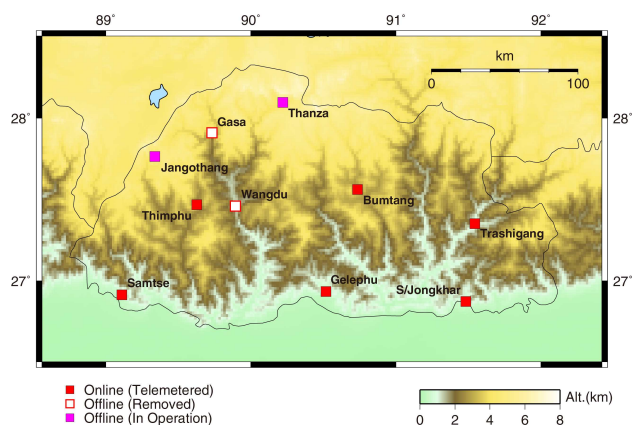 89° 90° 91° 92°
km
0 100
28° 28°
Thanza
Gasa
Jangothang
Wangdu
Bumtang
Thimphu
Trashigang
27° 27°
Samtse
Gelephu
S/Jongkhar
Online (Telemetered)
Offline (Removed)
Offline (In Operation)
Alt.(km)
0 2 4 6 8